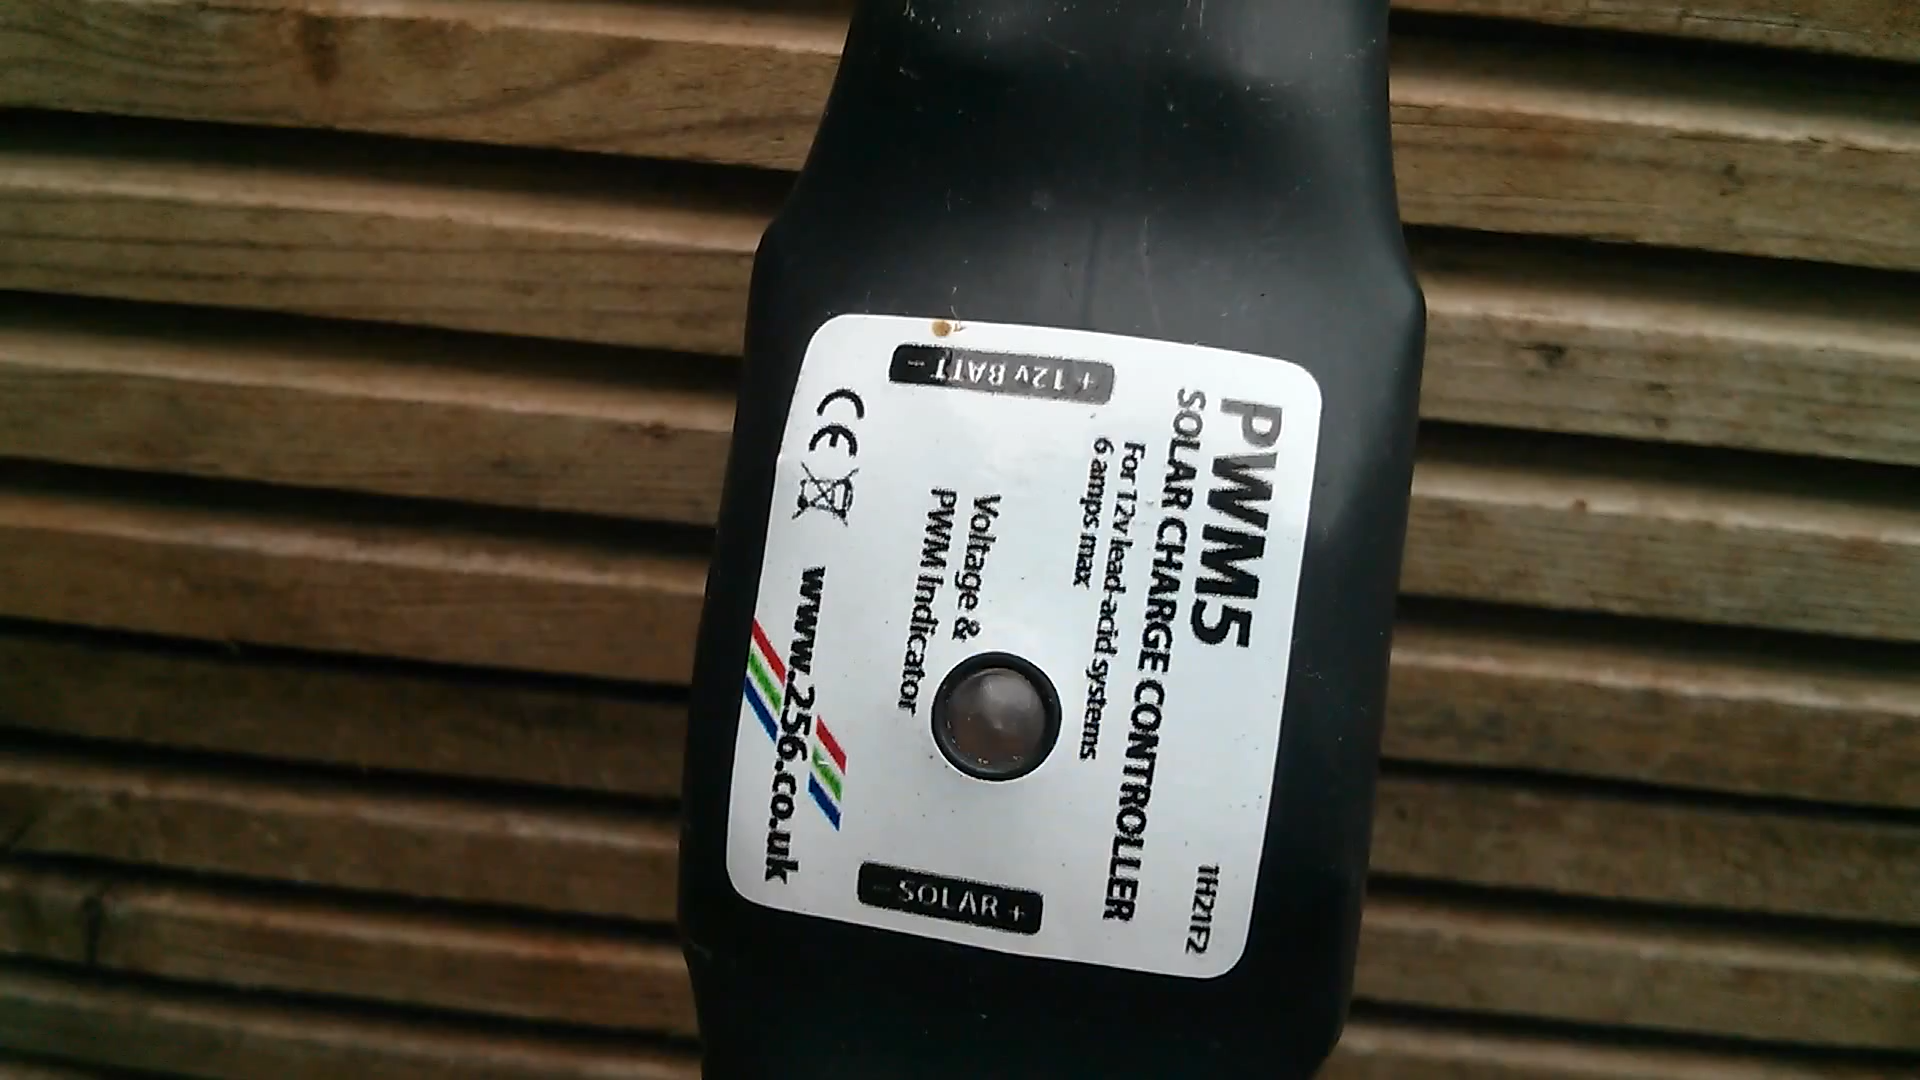 PWM5
1H21F2
SOLAR CHARGE CONTROLLER
For 12v lead-acid systems
6 amps max
+ 12v BATT -
- SOLAR +
Voltage &
PWM Indicator
CE
www.256.co.uk